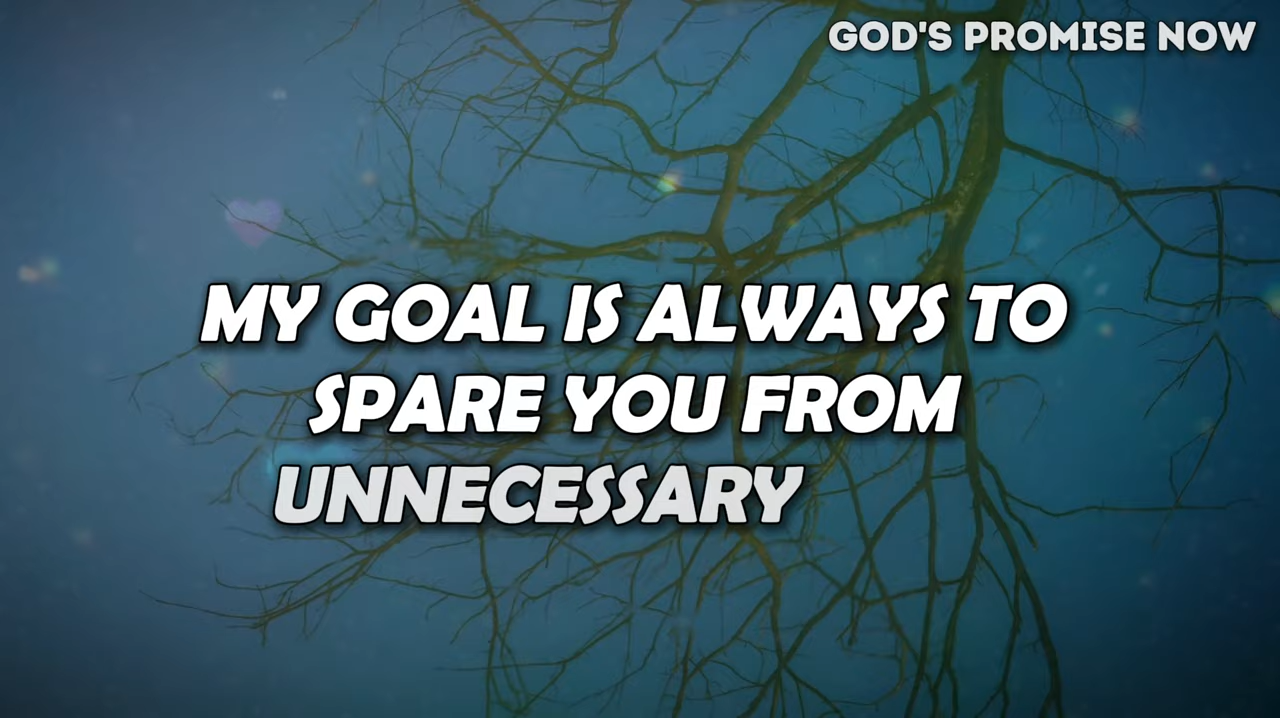 GOD'S PROMISE NOW
MY GOAL IS ALWAYS TO
SPARE YOU FROM
UNNECESSARY